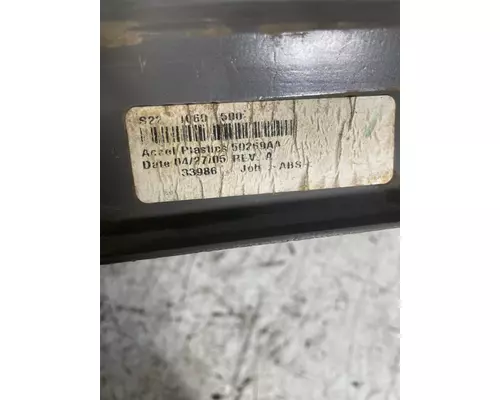 S22 1069 500
Accel Plastics 50269AA
Date 04/27/05 REV. A
33986 Job -ABS-